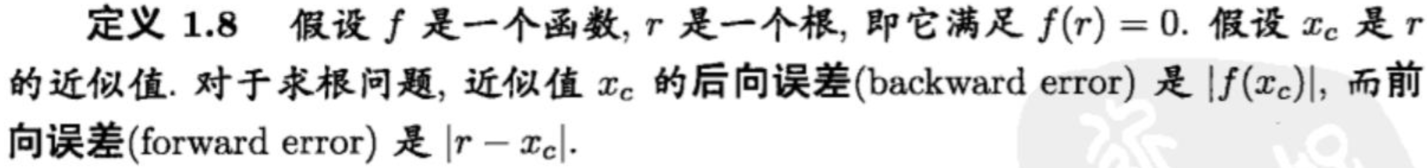 定义 1.8 假设 f 是一个函数, r 是一个根, 即它满足 f(r) = 0. 假设 x_c 是 r
的近似值. 对于求根问题, 近似值 x_c 的后向误差(backward error) 是 |f(x_c)|, 而前
向误差(forward error) 是 |r − x_c|.